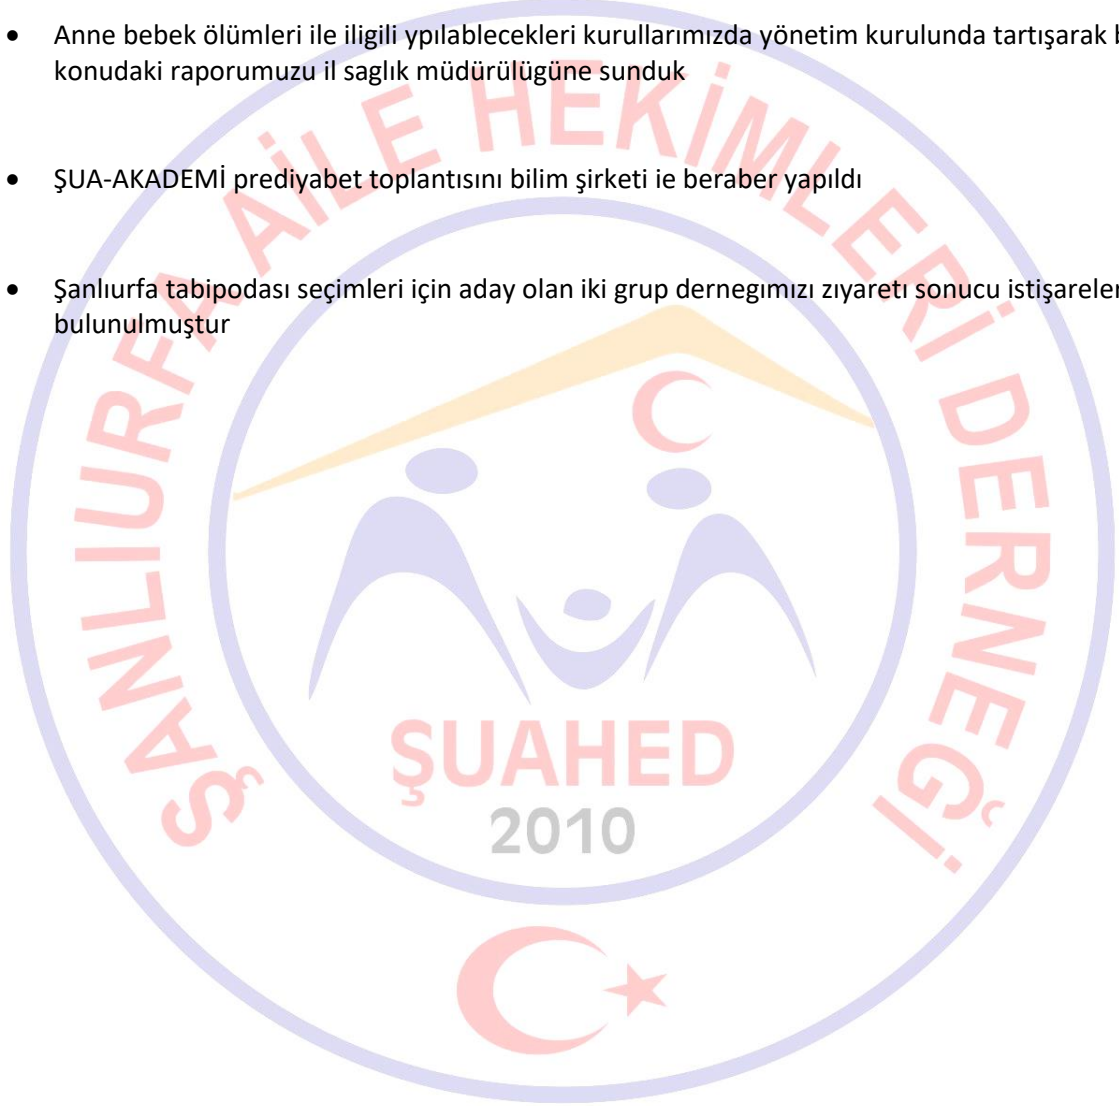 • Anne bebek ölümleri ile iligili ypılablecekleri kurullarımızda yönetim kurulunda tartışarak
konudaki raporumuzu il saglık müdürülügüne sunduk
• ŞUA-AKADEMİ prediyabet toplantısını bilim şirketi ie beraber yapıldı
• Şanlıurfa tabipodası seçimleri için aday olan iki grup dernegımızı zıyaretı sonucu istişareler
bulunulmuştur
ŞANLIURFA AİLE HEKİMLERİ DERNEĞİ
ŞUAHED
2010